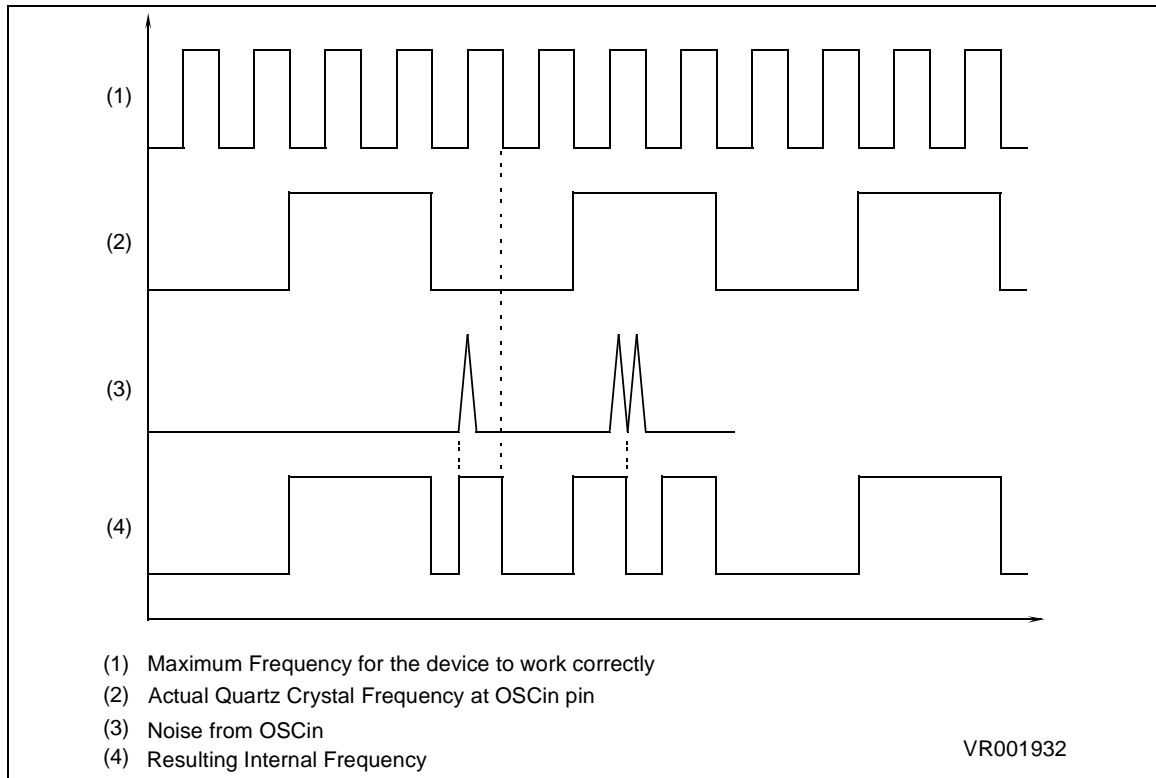 (1)
(2)
(3)
(4)
(1) Maximum Frequency for the device to work correctly
(2) Actual Quartz Crystal Frequency at OSCin pin
(3) Noise from OSCin
(4) Resulting Internal Frequency
VR001932